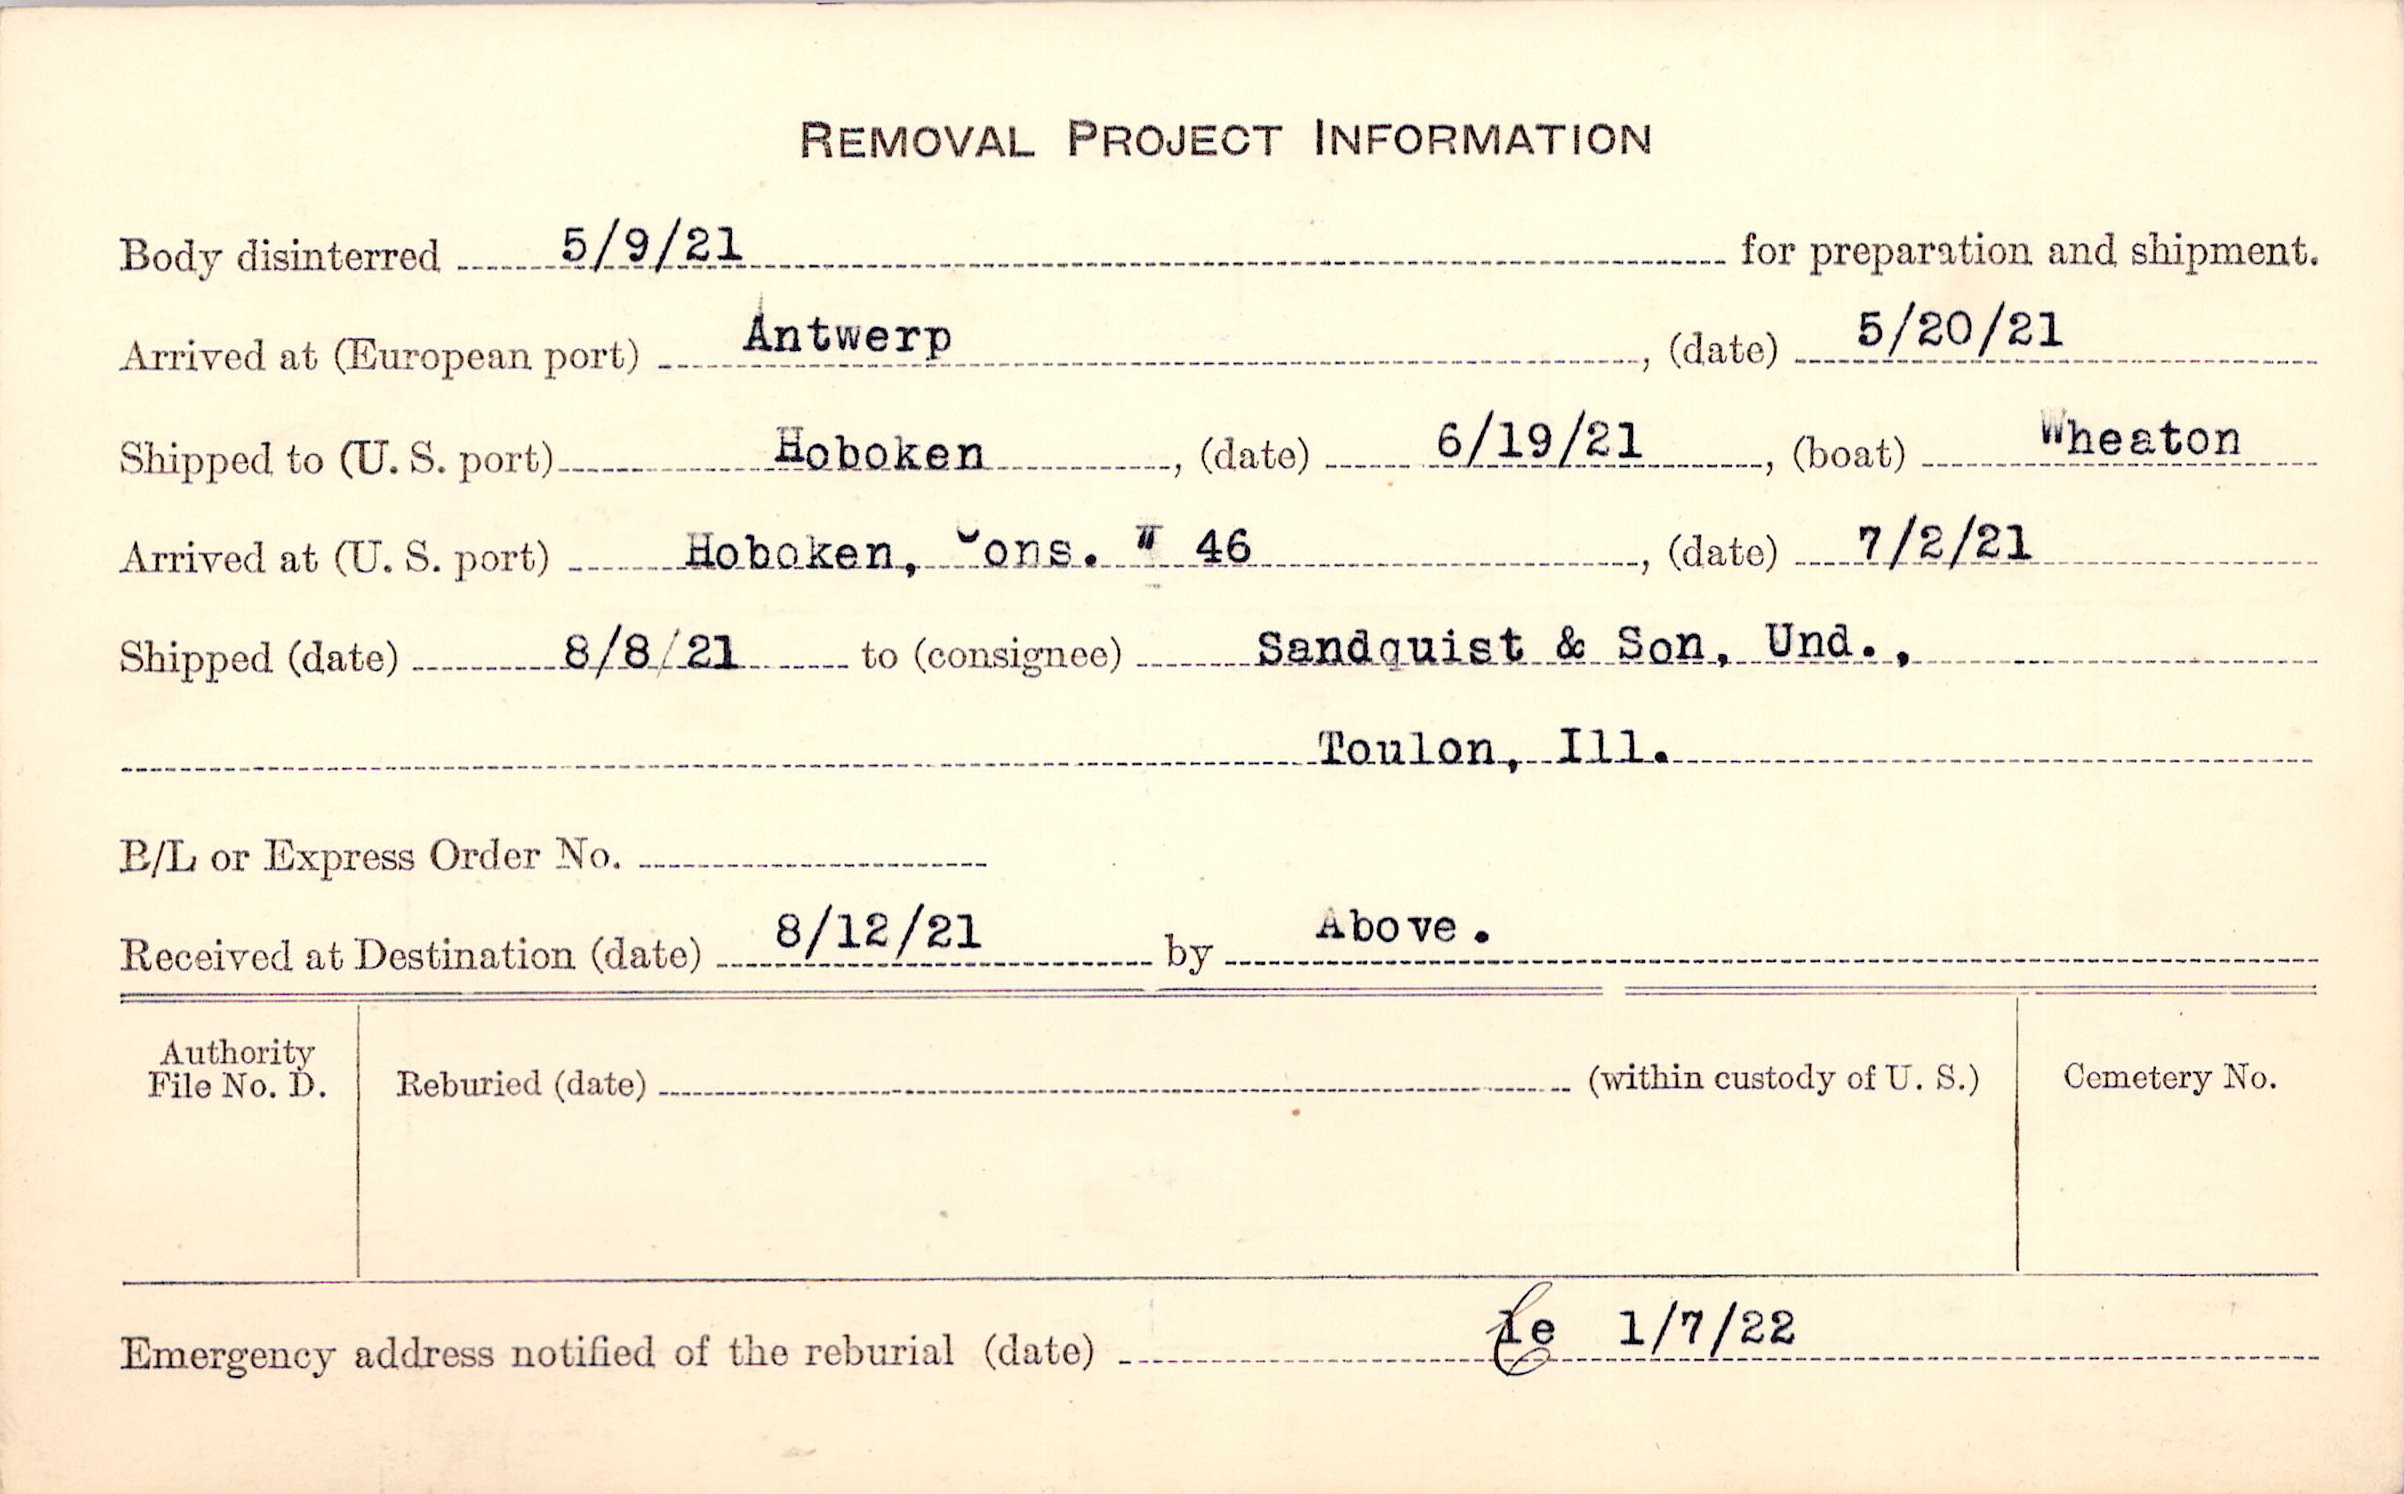 REMOVAL PROJECT INFORMATION
Body disinterred 5/9/21 for preparation and shipment.
Arrived at (European port) Antwerp, (date) 5/20/21
Shipped to (U. S. port) Hoboken, (date) 6/19/21, (boat) Wheaton
Arrived at (U. S. port) Hoboken, Cons. # 46, (date) 7/2/21
Shipped (date) 8/8/21 to (consignee) Sandquist & Son, Und.,
Toulon, Ill.
B/L or Express Order No.
Received at Destination (date) 8/12/21 by Above.
Authority
File No. D.
Reburied (date) (within custody of U. S.)
Cemetery No.
Emergency address notified of the reburial (date) le 1/7/22